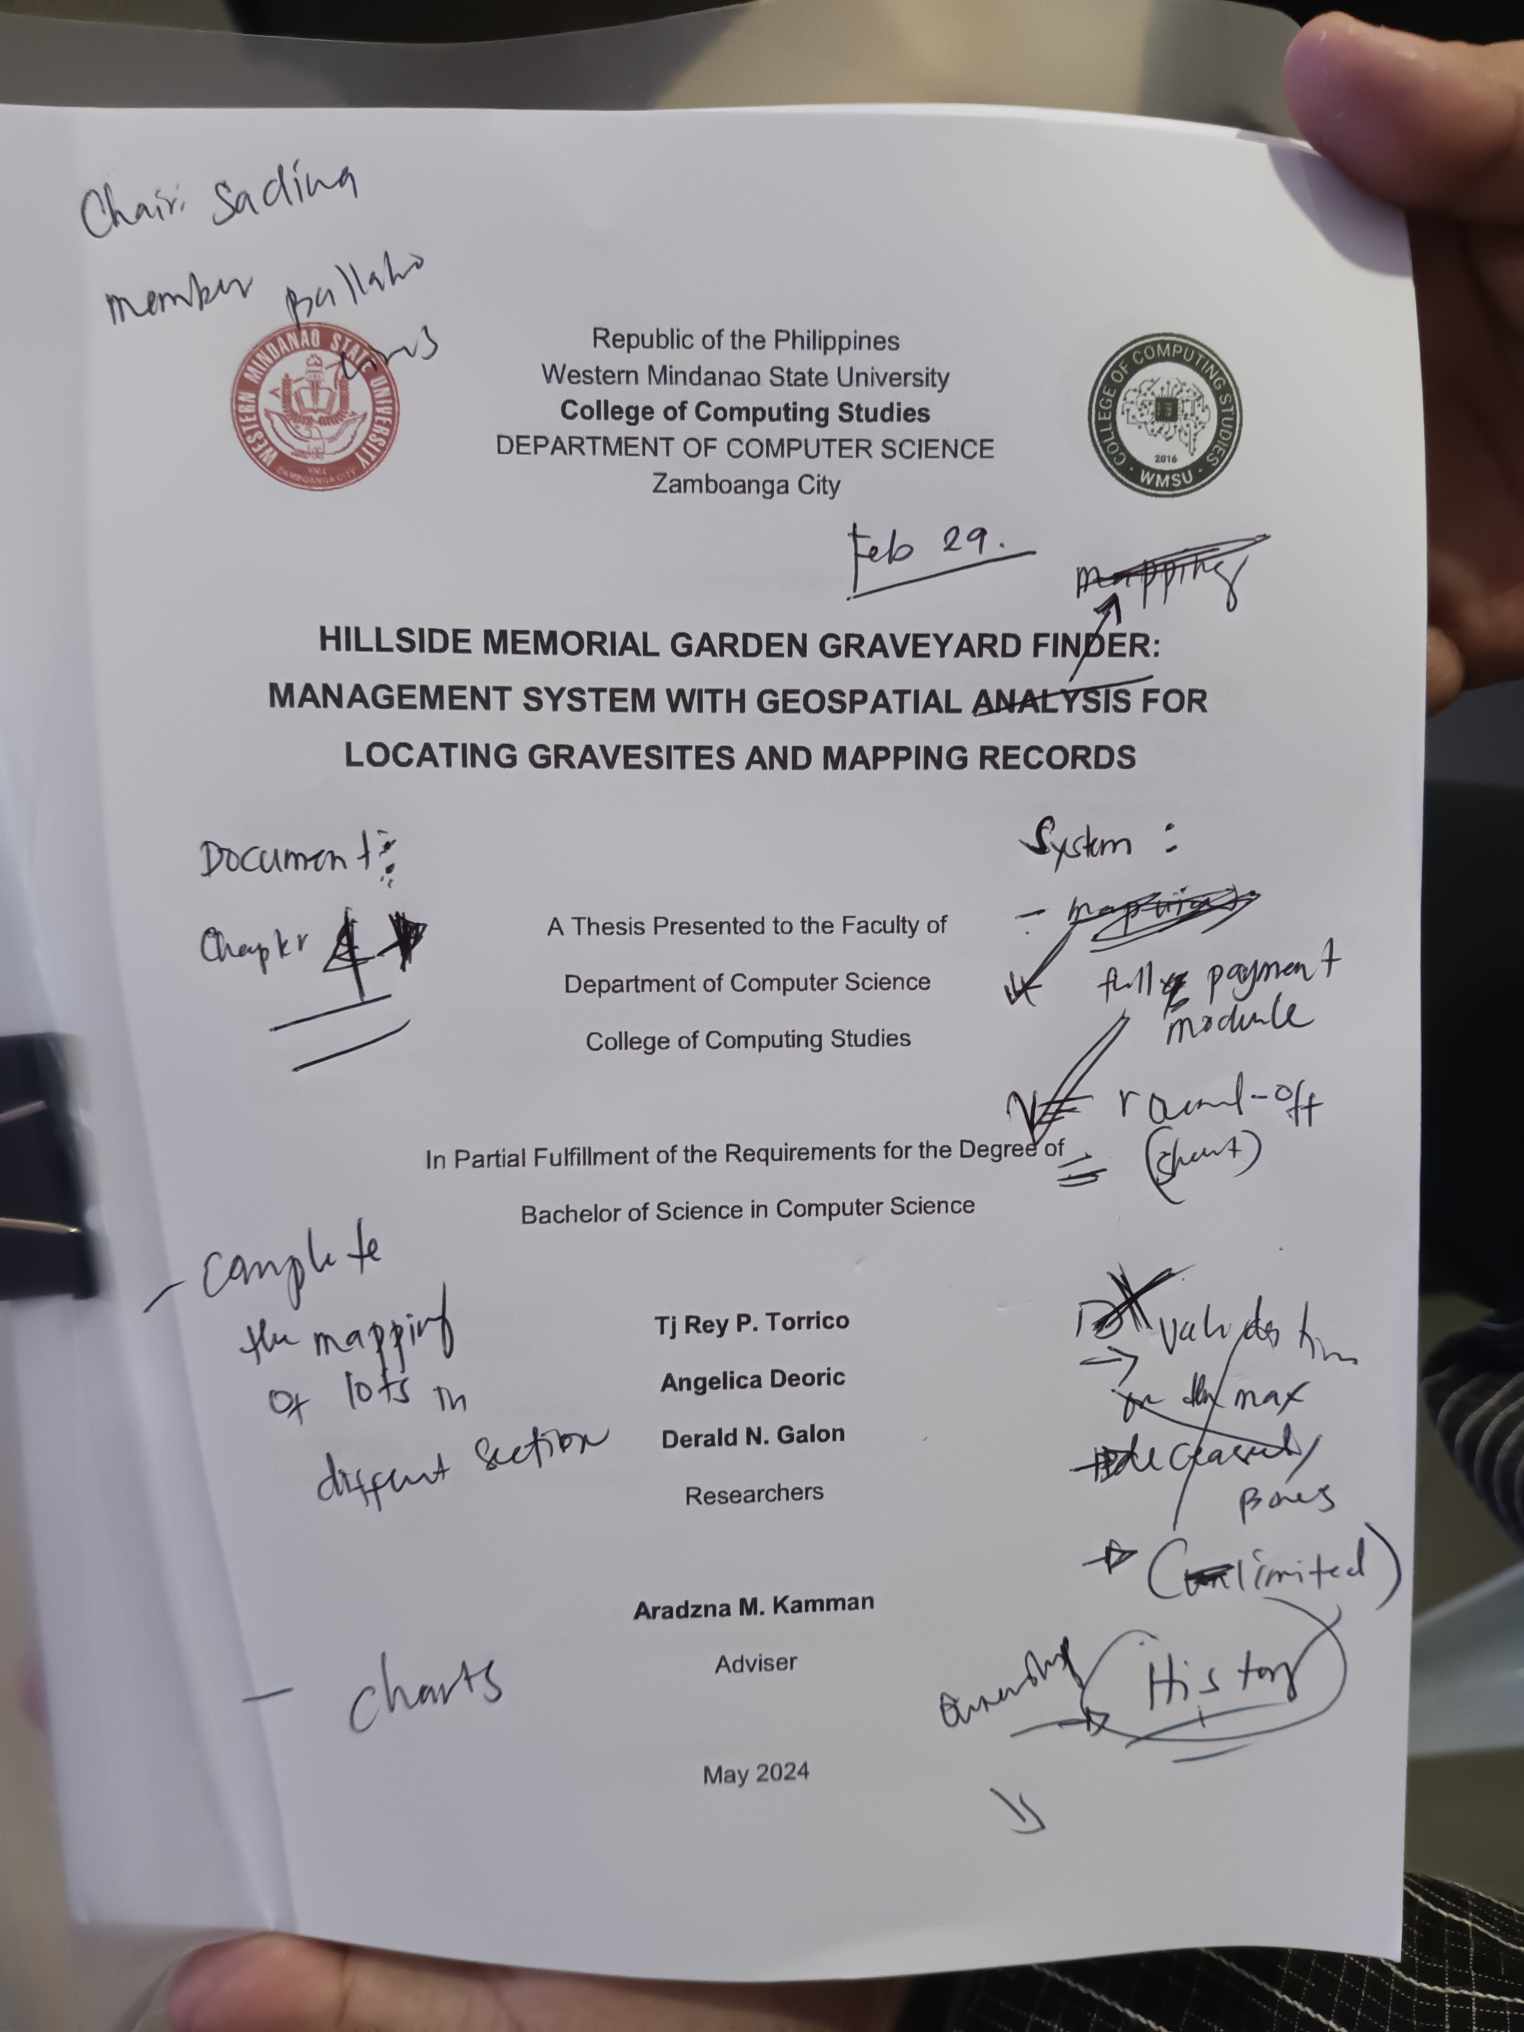 Chair: Sadina
member Ballaho
WESTERN MINDANAO STATE UNIVERSITY
ZAMBOANGA CITY
Republic of the Philippines
Western Mindanao State University
College of Computing Studies
DEPARTMENT OF COMPUTER SCIENCE
Zamboanga City
COLLEGE OF COMPUTING STUDIES
2016
WMSU
Feb 29.
mapping
HILLSIDE MEMORIAL GARDEN GRAVEYARD FINDER:
MANAGEMENT SYSTEM WITH GEOSPATIAL ANALYSIS FOR
LOCATING GRAVESITES AND MAPPING RECORDS
Document:
Chapter 4
System :
- mapping
full payment
module
round-off
(chart)
A Thesis Presented to the Faculty of
Department of Computer Science
College of Computing Studies
In Partial Fulfillment of the Requirements for the Degree of
Bachelor of Science in Computer Science
- complete
the mapping
of lots in
different section
- charts
Tj Rey P. Torrico
Angelica Deoric
Derald N. Galon
Researchers
Aradzna M. Kamman
Adviser
May 2024
validation
on the max
deceased/
Bones
(limited)
Ownership
History